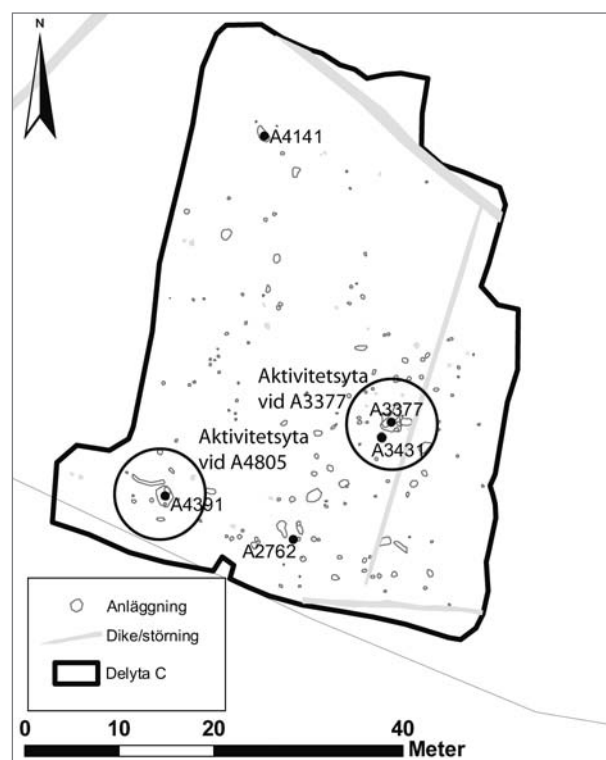 N
A4141
Aktivitetsyta
vid A3377
A3377
A3431
Aktivitetsyta
vid A4805
A4391
A2762
Anläggning
Dike/störning
Delyta C
0 10 20 40
Meter